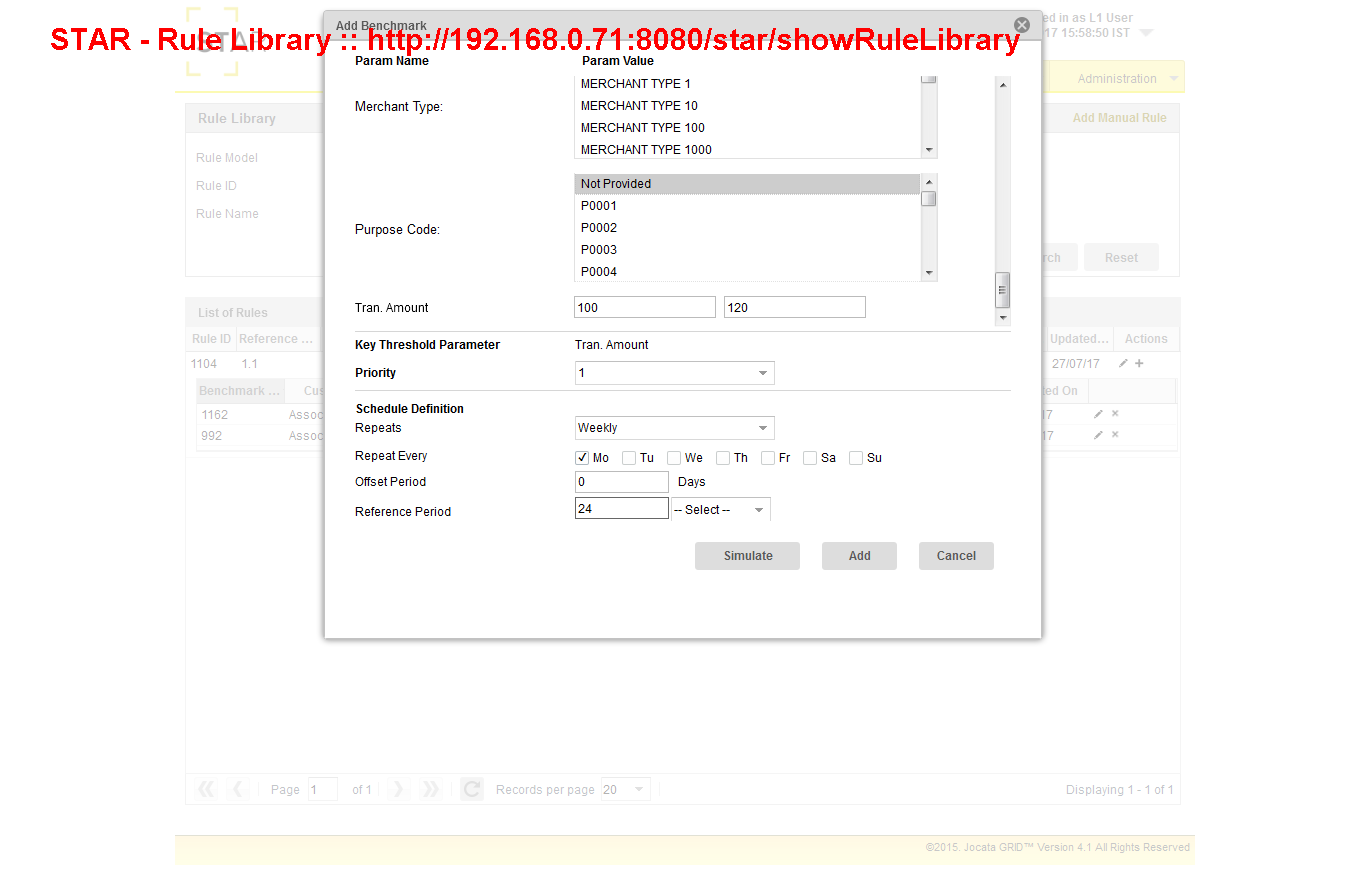 Add Benchmark
STAR - Rule Library :: http://192.168.0.71:8080/star/showRuleLibrary
ed in as L1 User
17 15:58:50 IST
Administration
Param Name Param Value
Merchant Type:
MERCHANT TYPE 1
MERCHANT TYPE 10
MERCHANT TYPE 100
MERCHANT TYPE 1000
Purpose Code:
Not Provided
P0001
P0002
P0003
P0004
Tran. Amount 100 120
Key Threshold Parameter Tran. Amount
Priority 1
Schedule Definition
Repeats Weekly
Repeat Every Mo Tu We Th Fr Sa Su
Offset Period 0 Days
Reference Period 24 -- Select --
Simulate Add Cancel
Rule Library Add Manual Rule
Rule Model
Rule ID
Rule Name
rch Reset
List of Rules
Rule ID Reference ... Updated... Actions
1104 1.1 27/07/17
Benchmark ... Cus ted On
1162 Assoc 17
992 Assoc 17
Page 1 of 1 Records per page 20 Displaying 1 - 1 of 1
©2015. Jocata GRID™ Version 4.1 All Rights Reserved